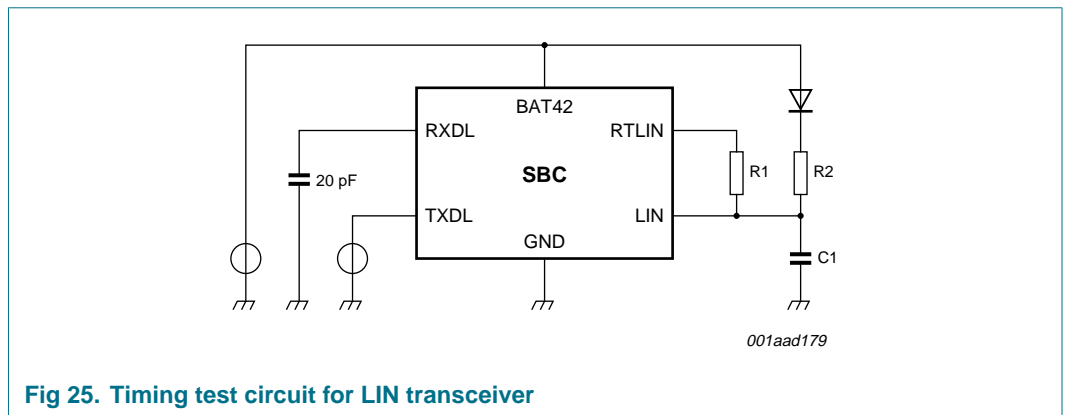 BAT42
RXDL
RTLIN
SBC
R1
R2
20 pF
TXDL
LIN
GND
C1
001aad179
Fig 25. Timing test circuit for LIN transceiver